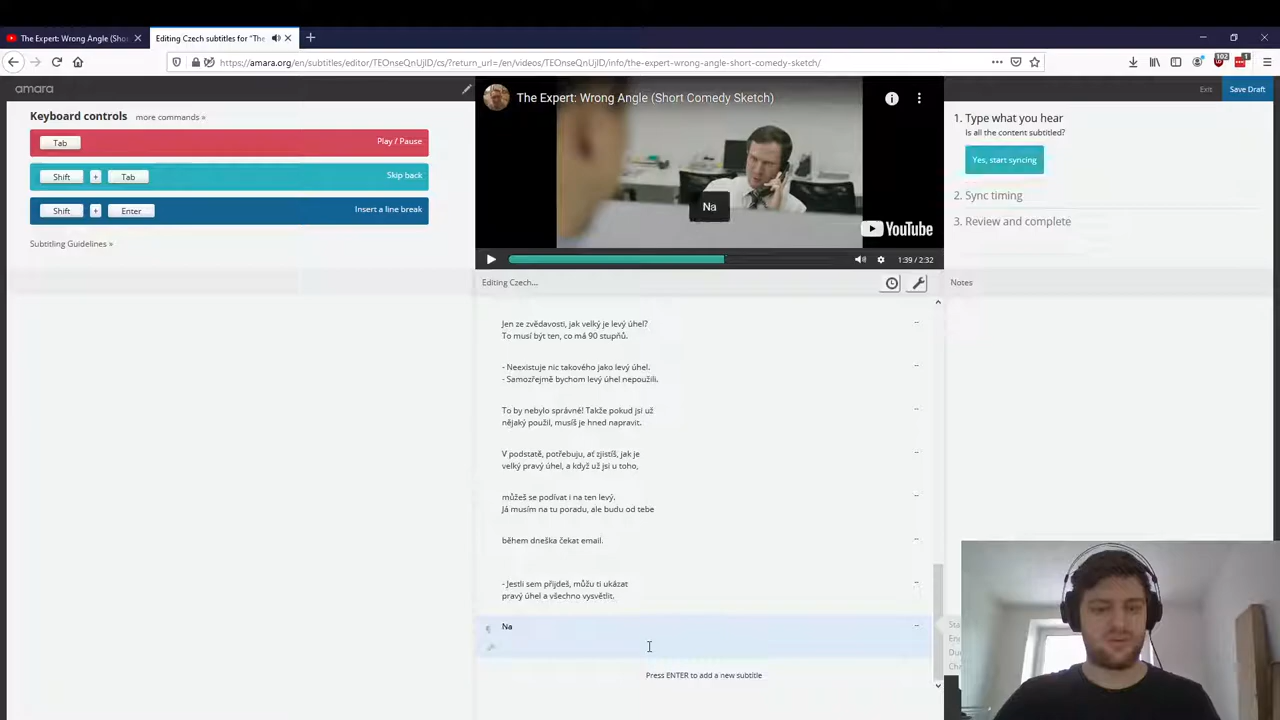 The Expert: Wrong Angle (Sho
Editing Czech subtitles for "The
https://amara.org/en/subtitles/editor/TEOnseQnUjID/cs/?return_url=/en/videos/TEOnseQnUjID/info/the-expert-wrong-angle-short-comedy-sketch/
102
1
amara
Exit
Save Draft
Keyboard controls
more commands »
Tab
Play / Pause
Shift + Tab
Skip back
Shift + Enter
Insert a line break
Subtitling Guidelines »
The Expert: Wrong Angle (Short Comedy Sketch)
Na
YouTube
1:39 / 2:32
1. Type what you hear
Is all the content subtitled?
Yes, start syncing
2. Sync timing
3. Review and complete
Editing Czech...
Notes
Jen ze zvědavosti, jak velký je levý úhel?
To musí být ten, co má 90 stupňů.
--
- Neexistuje nic takového jako levý úhel.
- Samozřejmě bychom levý úhel nepoužili.
--
To by nebylo správné! Takže pokud jsi už
nějaký použil, musíš je hned napravit.
--
V podstatě, potřebuju, ať zjistíš, jak je
velký pravý úhel, a když už jsi u toho,
--
můžeš se podívat i na ten levý.
Já musím na tu poradu, ale budu od tebe
--
během dneška čekat email.
--
- Jestli sem přijdeš, můžu ti ukázat
pravý úhel a všechno vysvětlit.
--
Na
--
Press ENTER to add a new subtitle